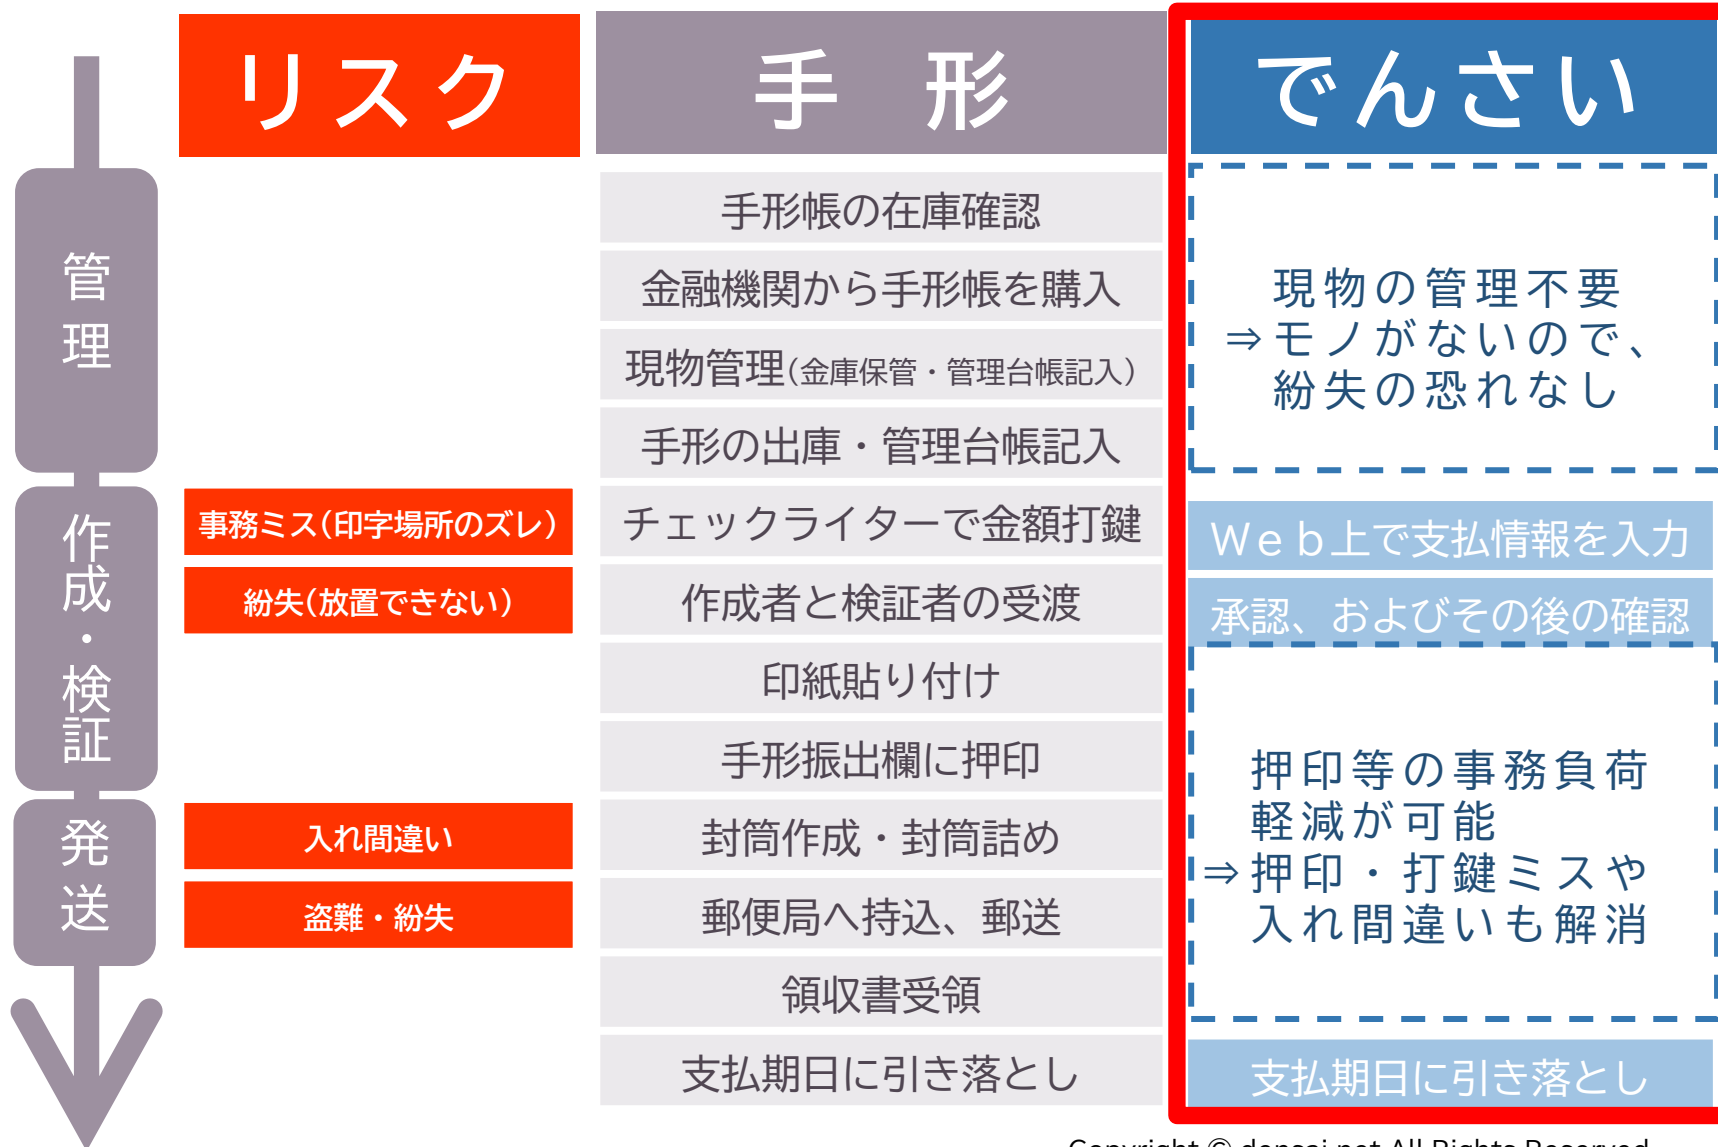 リスク
手 形
でんさい
管理
作成・検証
発送
手形帳の在庫確認
金融機関から手形帳を購入
現物管理(金庫保管・管理台帳記入)
手形の出庫・管理台帳記入
事務ミス(印字場所のズレ)
チェックライターで金額打鍵
紛失(放置できない)
作成者と検証者の受渡
印紙貼り付け
手形振出欄に押印
入れ間違い
封筒作成・封筒詰め
盗難・紛失
郵便局へ持込、郵送
領収書受領
支払期日に引き落とし
現物の管理不要
⇒モノがないので、
紛失の恐れなし
Web上で支払情報を入力
承認、およびその後の確認
押印等の事務負荷
軽減が可能
⇒押印・打鍵ミスや
入れ間違いも解消
支払期日に引き落とし
Copyright © densai.net All Rights Reserved